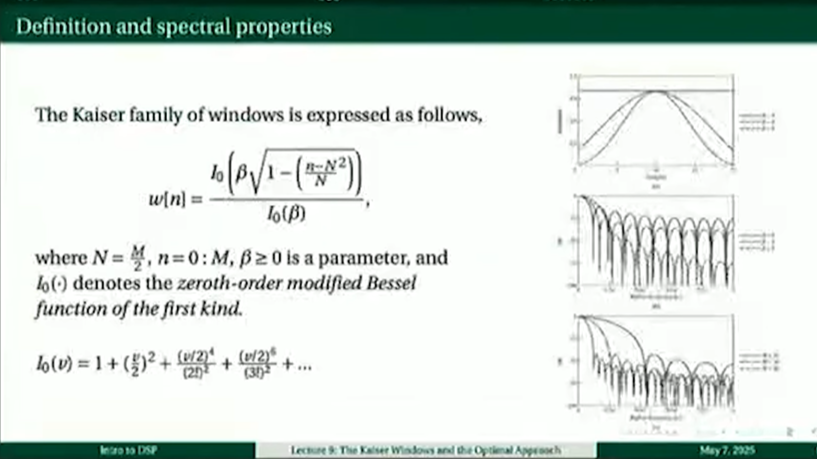 Definition and spectral properties
The Kaiser family of windows is expressed as follows,
w[n] = I₀(β√(1 − ((n−N²)/N))) / I₀(β),
where N = M/2, n = 0 : M, β ≥ 0 is a parameter, and
I₀(·) denotes the zeroth-order modified Bessel
function of the first kind.
I₀(ν) = 1 + (ν/2)² + (ν/2)⁴/(2!)² + (ν/2)⁶/(3!)² + ...
Intro to DSP
Lecture 9: The Kaiser Windows and the Optimal Approach
May 7, 2025